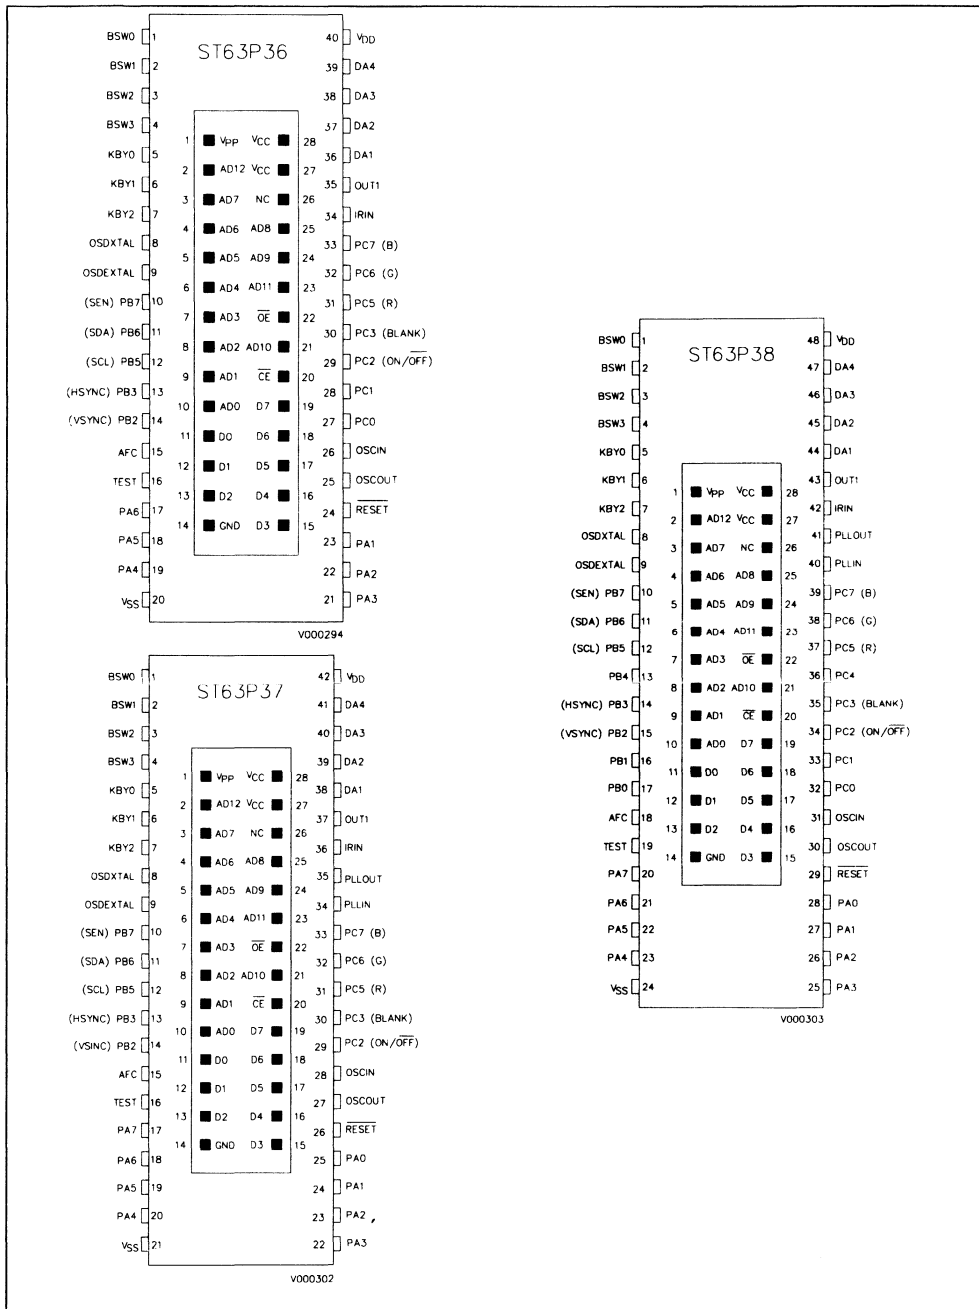 ST63P36
BSW0 1 40 VDD
BSW1 2 39 DA4
BSW2 3 38 DA3
BSW3 4 37 DA2
KBY0 5 36 DA1
KBY1 6 35 OUT1
KBY2 7 34 IRIN
OSDXTAL 8 33 PC7 (B)
OSDEXTAL 9 32 PC6 (G)
(SEN) PB7 10 31 PC5 (R)
(SDA) PB6 11 30 PC3 (BLANK)
(SCL) PB5 12 29 PC2 (ON/OFF)
(HSYNC) PB3 13 28 PC1
(VSYNC) PB2 14 27 PC0
AFC 15 26 OSCIN
TEST 16 25 OSCOUT
PA6 17 24 RESET
PA5 18 23 PA1
PA4 19 22 PA2
VSS 20 21 PA3
1 VPP VCC 28
2 AD12 VCC 27
3 AD7 NC 26
4 AD6 AD8 25
5 AD5 AD9 24
6 AD4 AD11 23
7 AD3 OE 22
8 AD2 AD10 21
9 AD1 CE 20
10 AD0 D7 19
11 D0 D6 18
12 D1 D5 17
13 D2 D4 16
14 GND D3 15
V000294
ST63P37
BSW0 1 42 VDD
BSW1 2 41 DA4
BSW2 3 40 DA3
BSW3 4 39 DA2
KBY0 5 38 DA1
KBY1 6 37 OUT1
KBY2 7 36 IRIN
OSDXTAL 8 35 PLLOUT
OSDEXTAL 9 34 PLLIN
(SEN) PB7 10 33 PC7 (B)
(SDA) PB6 11 32 PC6 (G)
(SCL) PB5 12 31 PC5 (R)
(HSYNC) PB3 13 30 PC3 (BLANK)
(VSINC) PB2 14 29 PC2 (ON/OFF)
AFC 15 28 OSCIN
TEST 16 27 OSCOUT
PA7 17 26 RESET
PA6 18 25 PA0
PA5 19 24 PA1
PA4 20 23 PA2 ,
VSS 21 22 PA3
1 VPP VCC 28
2 AD12 VCC 27
3 AD7 NC 26
4 AD6 AD8 25
5 AD5 AD9 24
6 AD4 AD11 23
7 AD3 OE 22
8 AD2 AD10 21
9 AD1 CE 20
10 AD0 D7 19
11 D0 D6 18
12 D1 D5 17
13 D2 D4 16
14 GND D3 15
V000302
ST63P38
BSW0 1 48 VDD
BSW1 2 47 DA4
BSW2 3 46 DA3
BSW3 4 45 DA2
KBY0 5 44 DA1
KBY1 6 43 OUT1
KBY2 7 42 IRIN
OSDXTAL 8 41 PLLOUT
OSDEXTAL 9 40 PLLIN
(SEN) PB7 10 39 PC7 (B)
(SDA) PB6 11 38 PC6 (G)
(SCL) PB5 12 37 PC5 (R)
PB4 13 36 PC4
(HSYNC) PB3 14 35 PC3 (BLANK)
(VSYNC) PB2 15 34 PC2 (ON/OFF)
PB1 16 33 PC1
PB0 17 32 PC0
AFC 18 31 OSCIN
TEST 19 30 OSCOUT
PA7 20 29 RESET
PA6 21 28 PA0
PA5 22 27 PA1
PA4 23 26 PA2
VSS 24 25 PA3
1 VPP VCC 28
2 AD12 VCC 27
3 AD7 NC 26
4 AD6 AD8 25
5 AD5 AD9 24
6 AD4 AD11 23
7 AD3 OE 22
8 AD2 AD10 21
9 AD1 CE 20
10 AD0 D7 19
11 D0 D6 18
12 D1 D5 17
13 D2 D4 16
14 GND D3 15
V000303